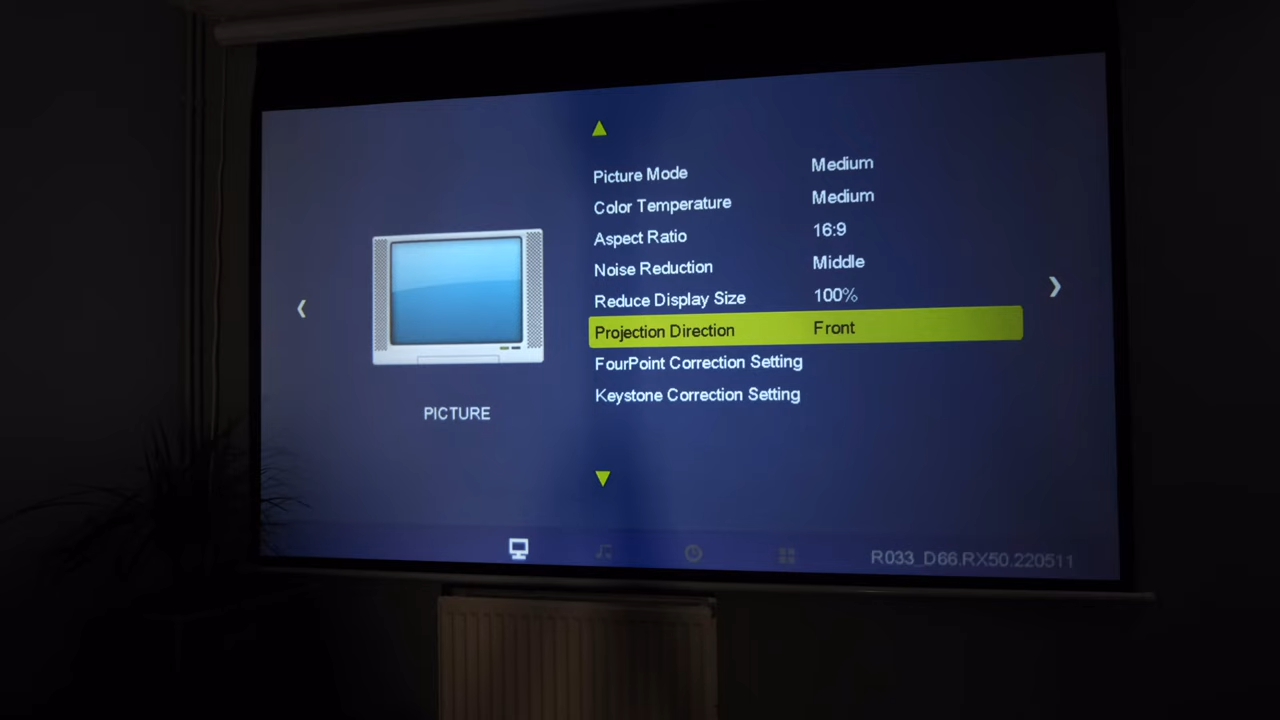 Picture Mode Medium
Color Temperature Medium
Aspect Ratio 16:9
Noise Reduction Middle
Reduce Display Size 100%
Projection Direction Front
FourPoint Correction Setting
Keystone Correction Setting
PICTURE
R033_D66.RX50.220511